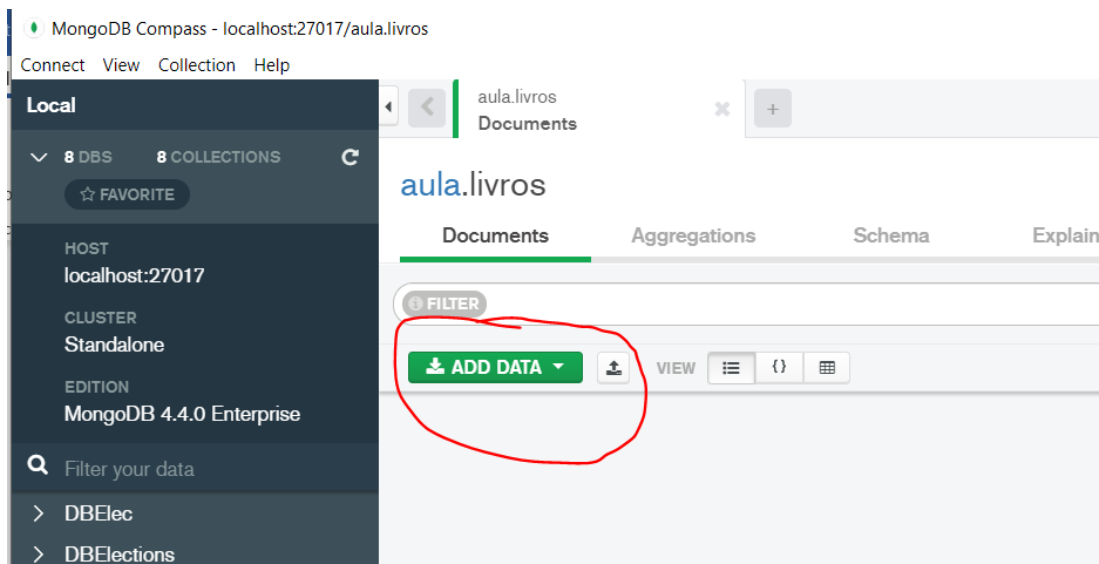 MongoDB Compass - localhost:27017/aula.livros
Connect View Collection Help
Local
8 DBS 8 COLLECTIONS
FAVORITE
HOST
localhost:27017
CLUSTER
Standalone
EDITION
MongoDB 4.4.0 Enterprise
Filter your data
DBElec
DBElections
aula.livros
Documents
aula.livros
Documents Aggregations Schema Explain
FILTER
ADD DATA VIEW {}